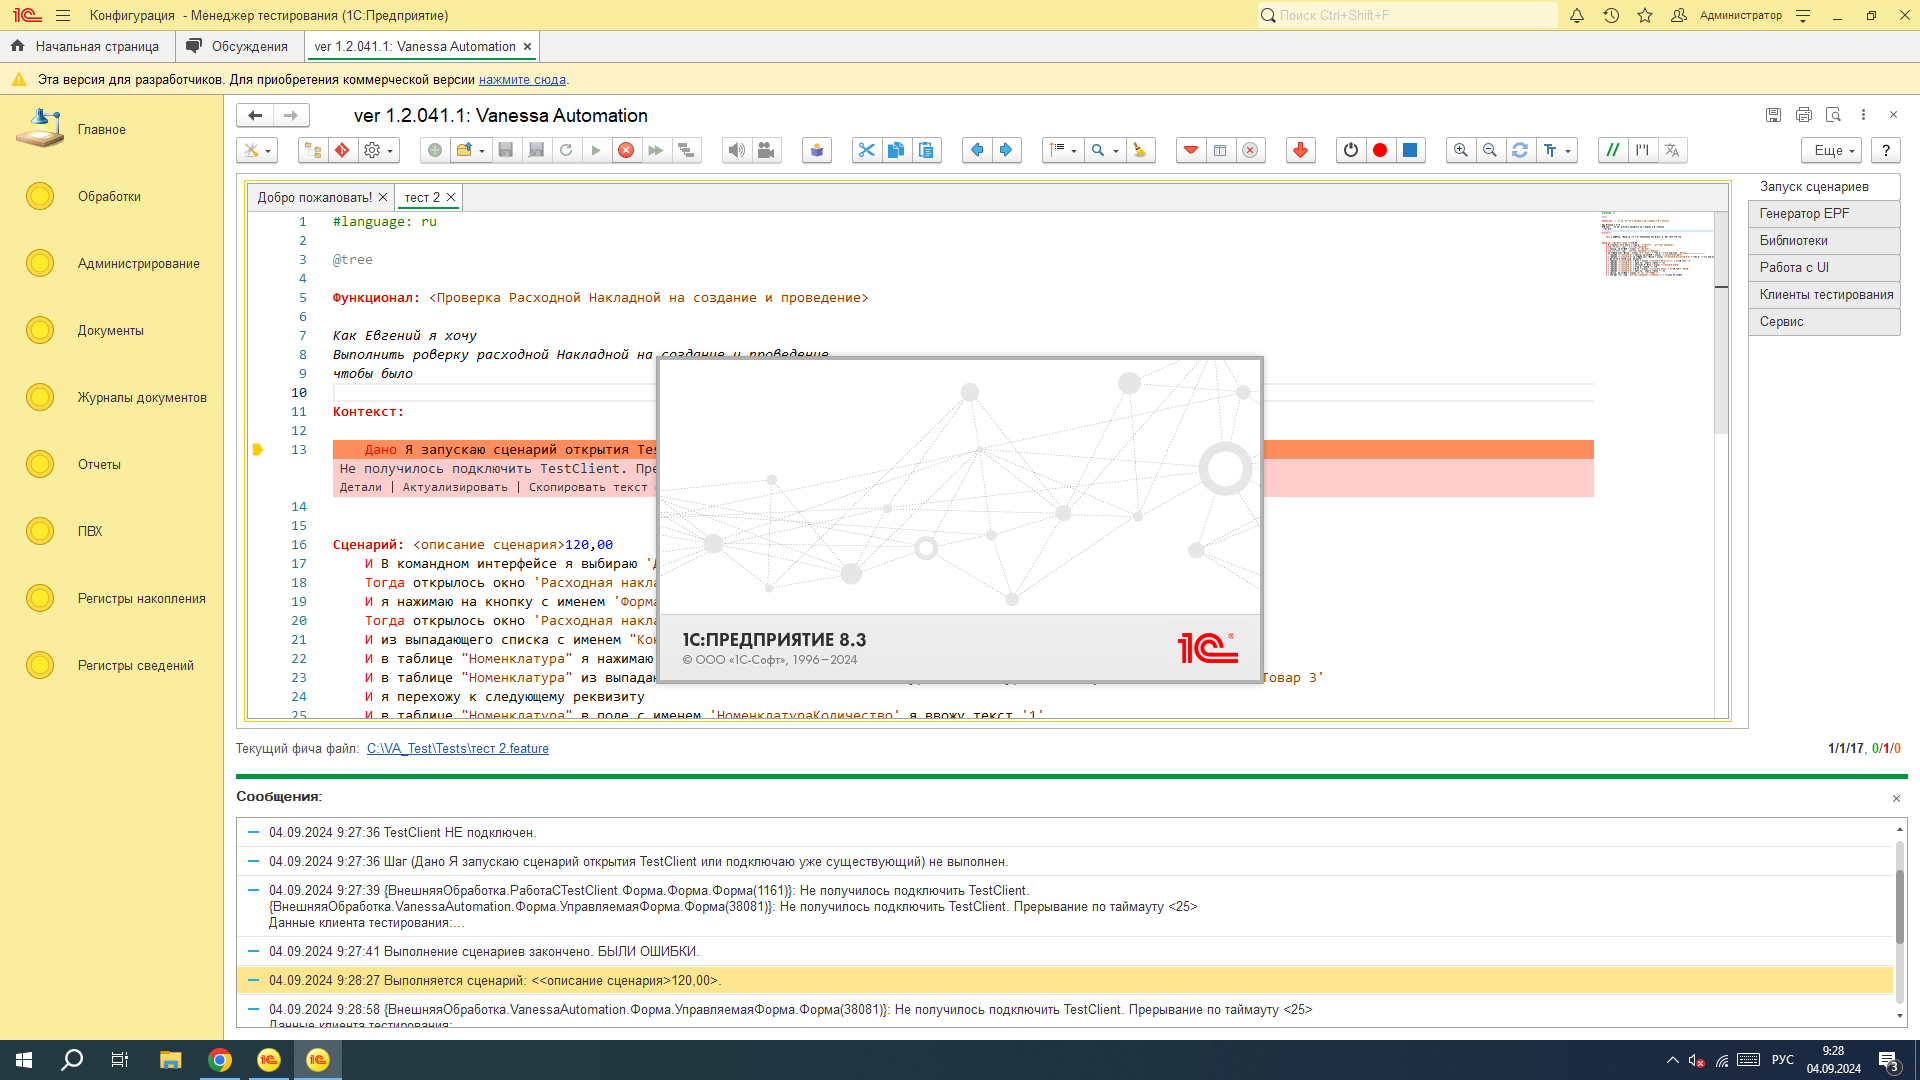 Конфигурация - Менеджер тестирования (1С:Предприятие)
Поиск Ctrl+Shift+F
Администратор
Начальная страница
Обсуждения
ver 1.2.041.1: Vanessa Automation
Эта версия для разработчиков. Для приобретения коммерческой версии нажмите сюда.
Главное
Обработки
Администрирование
Документы
Журналы документов
Отчеты
ПВХ
Регистры накопления
Регистры сведений
ver 1.2.041.1: Vanessa Automation
Еще
?
Добро пожаловать!
тест 2
Запуск сценариев
Генератор EPF
Библиотеки
Работа с UI
Клиенты тестирования
Сервис
1 #language: ru
2
3 @tree
4
5 Функционал: <Проверка Расходной Накладной на создание и проведение>
6
7 Как Евгений я хочу
8 Выполнить роверку расходной Накладной на создание и проведение
9 чтобы было
10
11 Контекст:
12
13 Дано Я запускаю сценарий открытия Tes
Не получилось подключить TestClient. Пре
Детали | Актуализировать | Скопировать текст
14
15
16 Сценарий: <описание сценария>120,00
17 И В командном интерфейсе я выбираю '
18 Тогда открылось окно 'Расходная накла
19 И я нажимаю на кнопку с именем 'Форма
20 Тогда открылось окно 'Расходная накла
21 И из выпадающего списка с именем "Кон
22 И в таблице "Номенклатура" я нажимаю
23 И в таблице "Номенклатура" из выпада Товар 3'
24 И я перехожу к следующему реквизиту
25 И в таблице "Номенклатура" в поле с именем 'НоменклатураКоличество' я ввожу текст '1'
1С:ПРЕДПРИЯТИЕ 8.3
© ООО «1С-Софт», 1996–2024
1С
Текущий фича файл: C:\VA_Test\Tests\тест 2.feature
1/1/17, 0/1/0
Сообщения:
04.09.2024 9:27:36 TestClient НЕ подключен.
04.09.2024 9:27:36 Шаг (Дано Я запускаю сценарий открытия TestClient или подключаю уже существующий) не выполнен.
04.09.2024 9:27:39 {ВнешняяОбработка.РаботаСTestClient.Форма.Форма.Форма(1161)}: Не получилось подключить TestClient.
{ВнешняяОбработка.VanessaAutomation.Форма.УправляемаяФорма.Форма(38081)}: Не получилось подключить TestClient. Прерывание по таймауту <25>
Данные клиента тестирования:...
04.09.2024 9:27:41 Выполнение сценариев закончено. БЫЛИ ОШИБКИ.
04.09.2024 9:28:27 Выполняется сценарий: <<описание сценария>120,00>.
04.09.2024 9:28:58 {ВнешняяОбработка.VanessaAutomation.Форма.УправляемаяФорма.Форма(38081)}: Не получилось подключить TestClient. Прерывание по таймауту <25>
Данные клиента тестирования:
РУС
9:28
04.09.2024
3